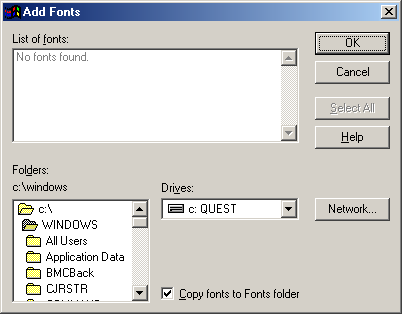 Add Fonts
List of fonts:
No fonts found.
OK
Cancel
Select All
Help
Folders:
c:\windows
Drives:
c:\
WINDOWS
All Users
Application Data
BMCBack
CJRSTR
c: QUEST
Network...
Copy fonts to Fonts folder